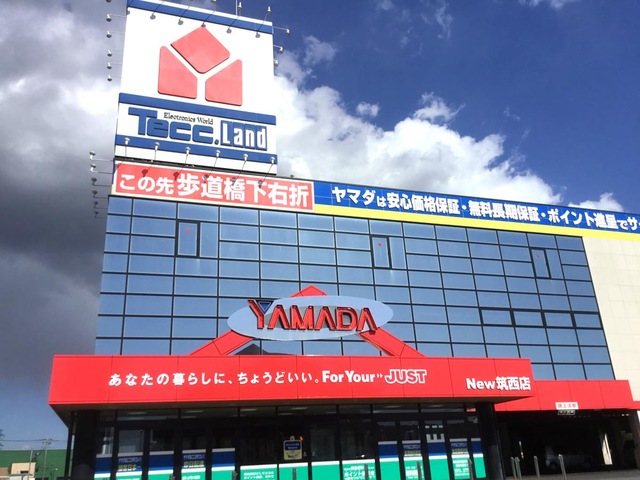 Electronics World
Tecc.Land
この先 歩道橋下右折
ヤマダは安心価格保証・無料長期保証・ポイント進呈でサ
YAMADA
あなたの暮らしに、ちょうどいい。For Your "JUST
New筑西店